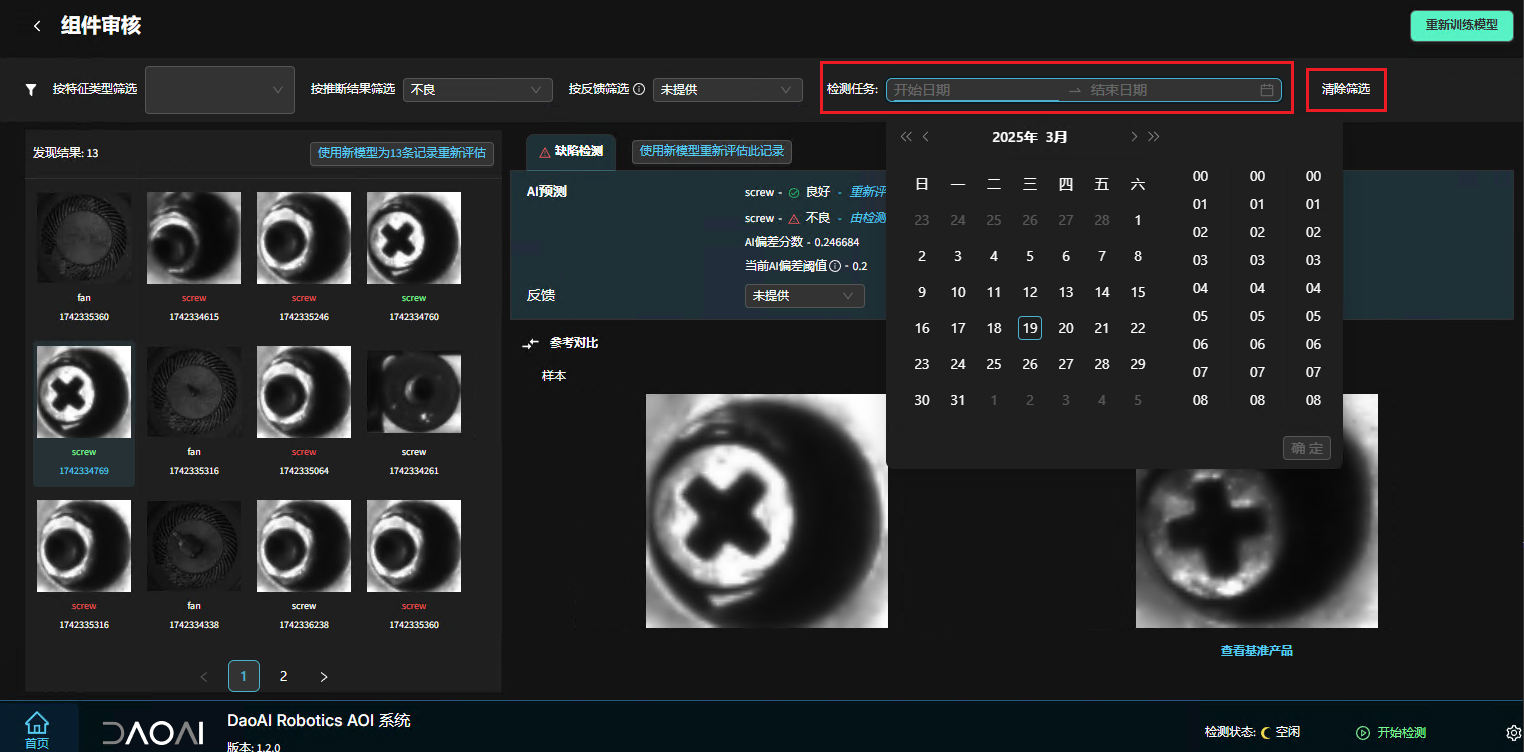 组件审核
重新训练模型
按特征类型筛选
按推断结果筛选 不良
按反馈筛选 未提供
检测任务: 开始日期 → 结束日期
清除筛选
发现结果: 13
使用新模型为13条记录重新评估
fan
1742335360
screw
1742334615
screw
1742335246
screw
1742334760
screw
1742334769
fan
1742335316
screw
1742335064
screw
1742334261
screw
1742335316
fan
1742334338
screw
1742336238
screw
1742335360
< 1 2 >
缺陷检测
使用新模型重新评估此记录
AI预测
screw - 良好 - 重新评
screw - 不良 - 由检测
AI偏差分数 - 0.246684
当前AI偏差阈值 - 0.2
反馈 未提供
参考对比
样本
2025年 3月
日 一 二 三 四 五 六
23 24 25 26 27 28 1
2 3 4 5 6 7 8
9 10 11 12 13 14 15
16 17 18 19 20 21 22
23 24 25 26 27 28 29
30 31 1 2 3 4 5
00 00 00
01 01 01
02 02 02
03 03 03
04 04 04
05 05 05
06 06 06
07 07 07
08 08 08
确定
查看基准产品
首页
DAOAI
DaoAI Robotics AOI 系统
版本: 1.2.0
检测状态: 空闲
开始检测